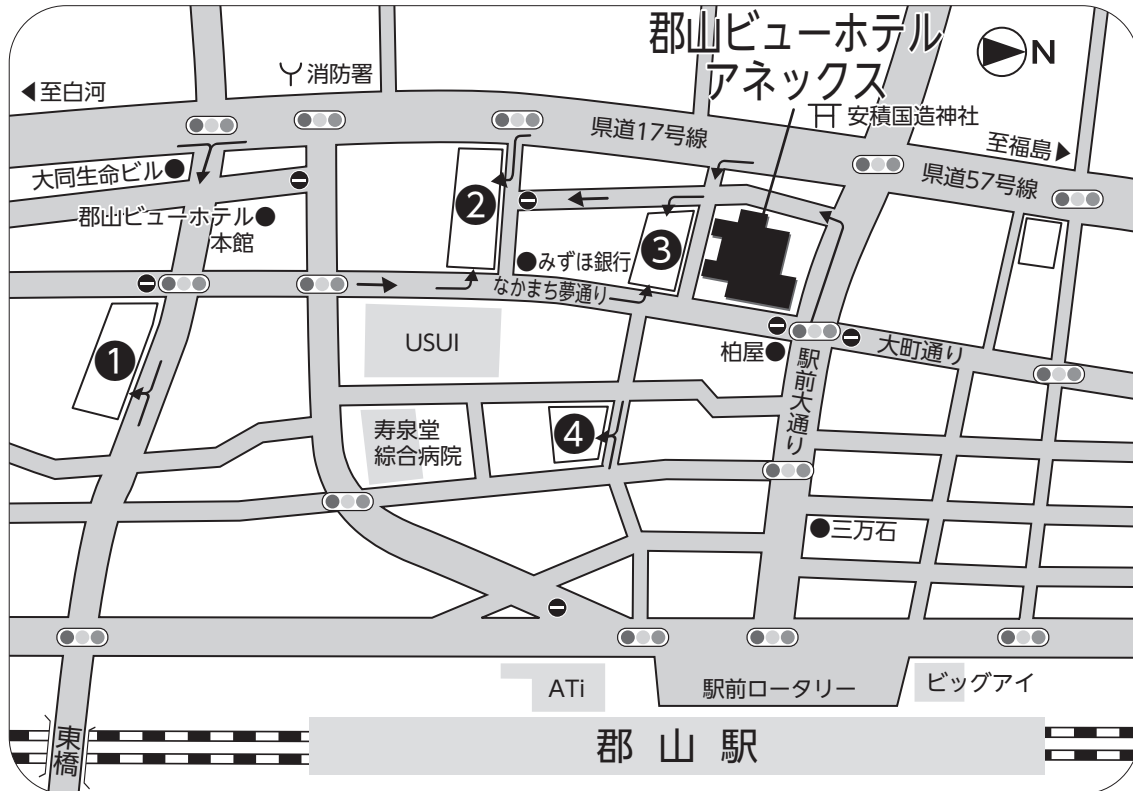 郡山ビューホテル
アネックス
N
消防署
◀至白河
県道17号線
安積国造神社
至福島▶
県道57号線
大同生命ビル●
郡山ビューホテル●
本館
2
3
●みずほ銀行
なかまち夢通り
1
USUI
柏屋●
大町通り
駅前大通り
寿泉堂
綜合病院
4
●三万石
ATi
駅前ロータリー
ビッグアイ
東橋
郡山駅